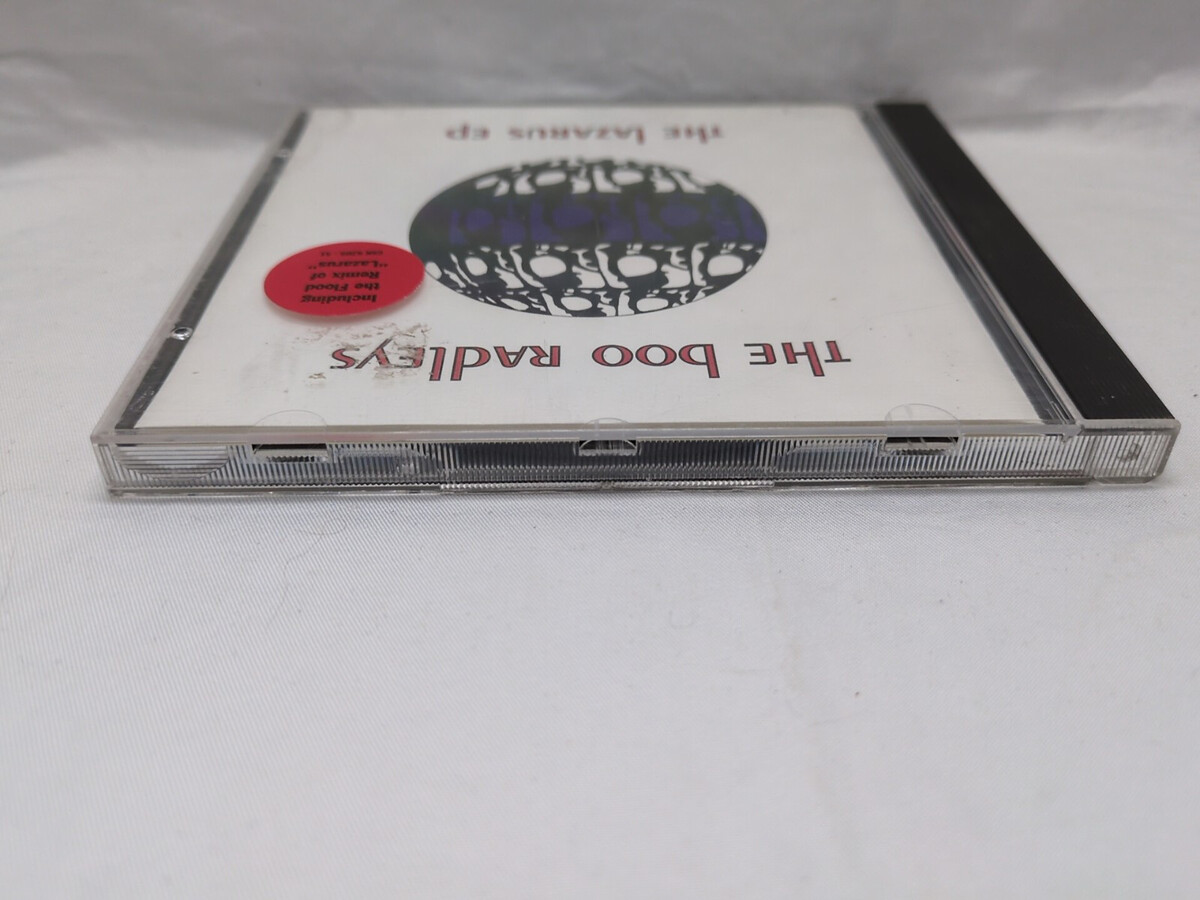 THE boo RAdlEYS
Including
the Flood
Remix of
"Lazarus"
THE lAZARUS Ep